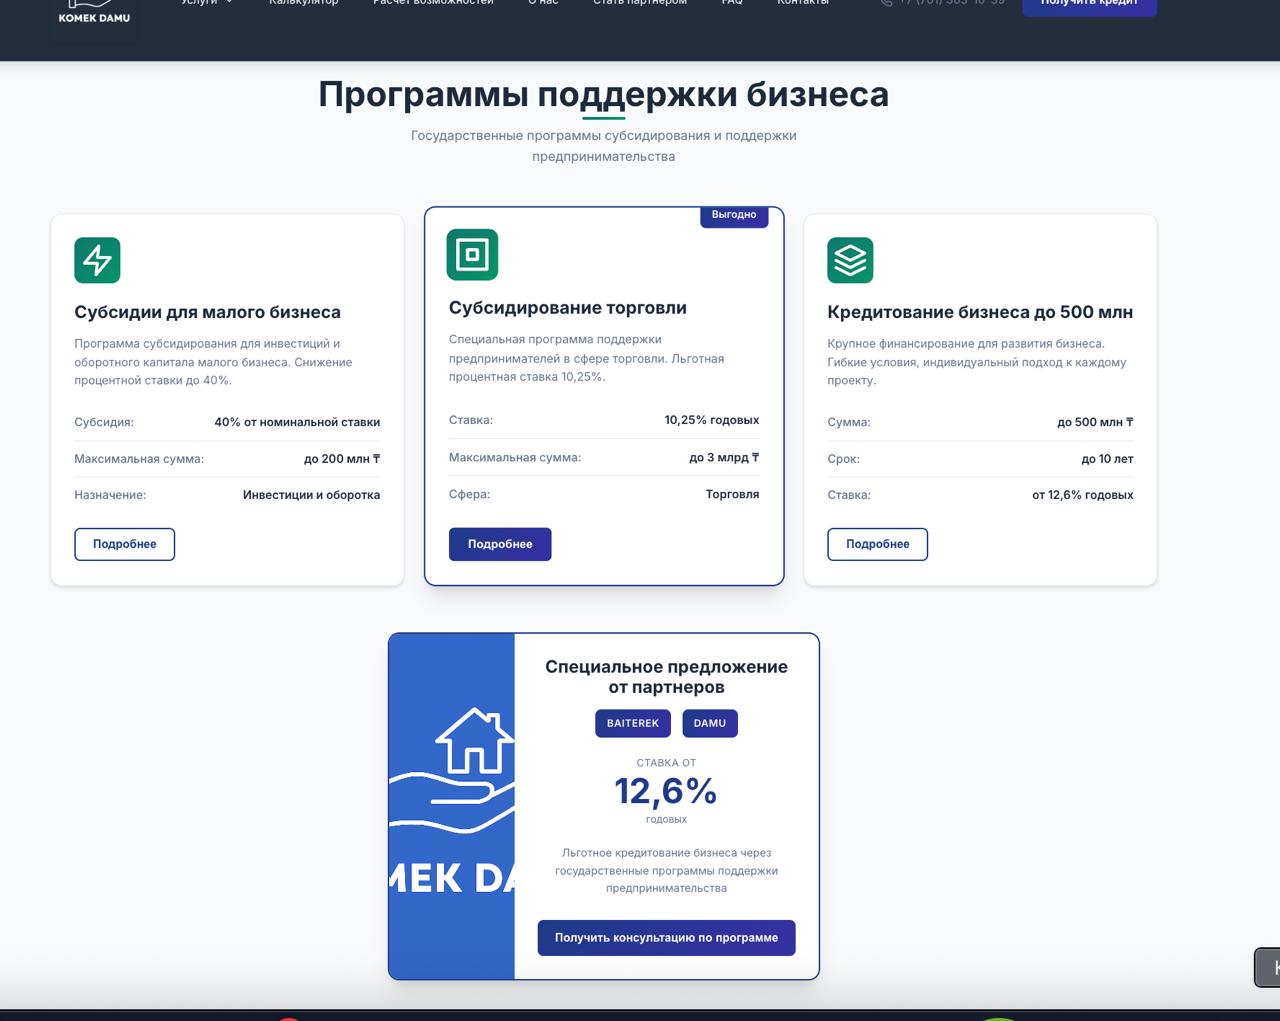 KOMEK DAMU
Услуги
Калькулятор
Расчет возможностей
О нас
Стать партнером
FAQ
Контакты
Получить кредит
Программы поддержки бизнеса
Государственные программы субсидирования и поддержки
предпринимательства
Субсидии для малого бизнеса
Программа субсидирования для инвестиций и
оборотного капитала малого бизнеса. Снижение
процентной ставки до 40%.
Субсидия: 40% от номинальной ставки
Максимальная сумма: до 200 млн ₸
Назначение: Инвестиции и оборотка
Подробнее
Выгодно
Субсидирование торговли
Специальная программа поддержки
предпринимателей в сфере торговли. Льготная
процентная ставка 10,25%.
Ставка: 10,25% годовых
Максимальная сумма: до 3 млрд ₸
Сфера: Торговля
Подробнее
Кредитование бизнеса до 500 млн
Крупное финансирование для развития бизнеса.
Гибкие условия, индивидуальный подход к каждому
проекту.
Сумма: до 500 млн ₸
Срок: до 10 лет
Ставка: от 12,6% годовых
Подробнее
МЕК DA
Специальное предложение
от партнеров
BAITEREK
DAMU
СТАВКА ОТ
12,6%
годовых
Льготное кредитование бизнеса через
государственные программы поддержки
предпринимательства
Получить консультацию по программе